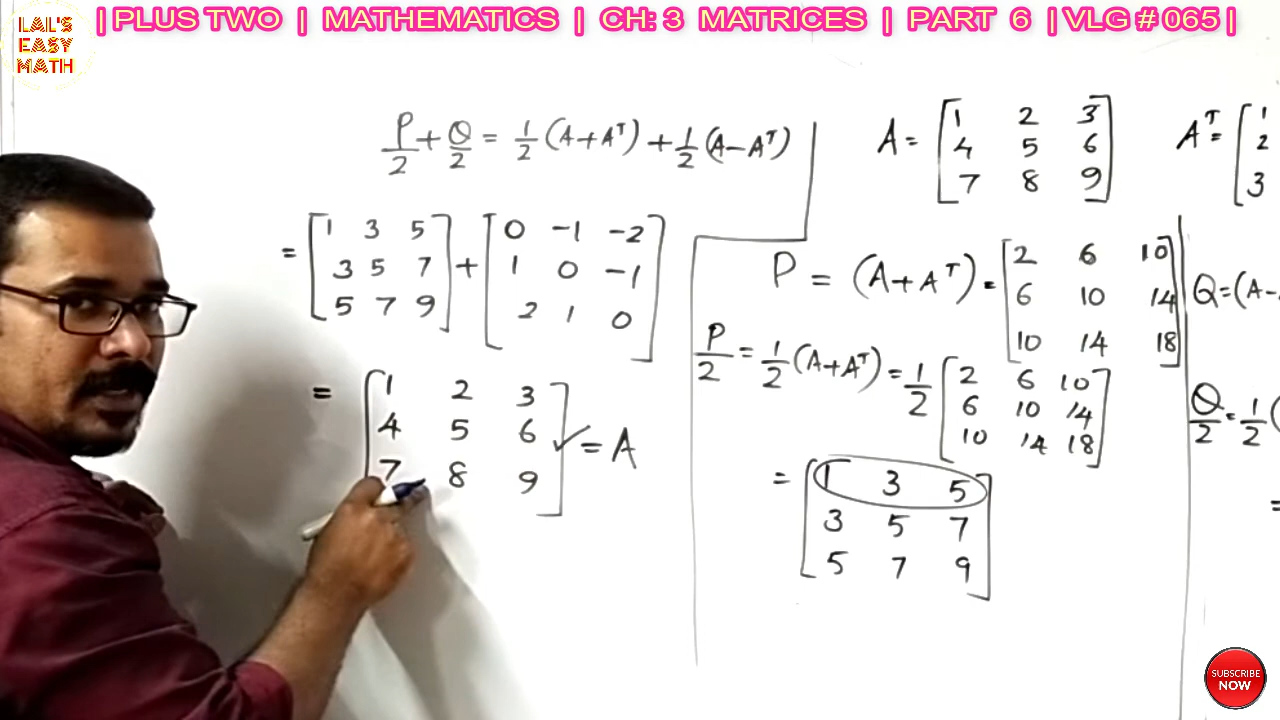 | PLUS TWO | MATHEMATICS | CH: 3 MATRICES | PART 6 | VLG # 065 |
LAL'S
EASY
MATH
P/2 + Q/2 = 1/2 (A+A^T) + 1/2 (A-A^T)
= [1 3 5
3 5 7
5 7 9] + [0 -1 -2
1 0 -1
2 1 0]
= [1 2 3
4 5 6
7 8 9] = A
A = [1 2 3
4 5 6
7 8 9]
A^T = [1
2
3
P = (A+A^T) = [2 6 10
6 10 14
10 14 18]
P/2 = 1/2 (A+A^T) = 1/2 [2 6 10
6 10 14
10 14 18]
= [1 3 5
3 5 7
5 7 9]
Q=(A-
Q/2 = 1/2 (
=
SUBSCRIBE
NOW